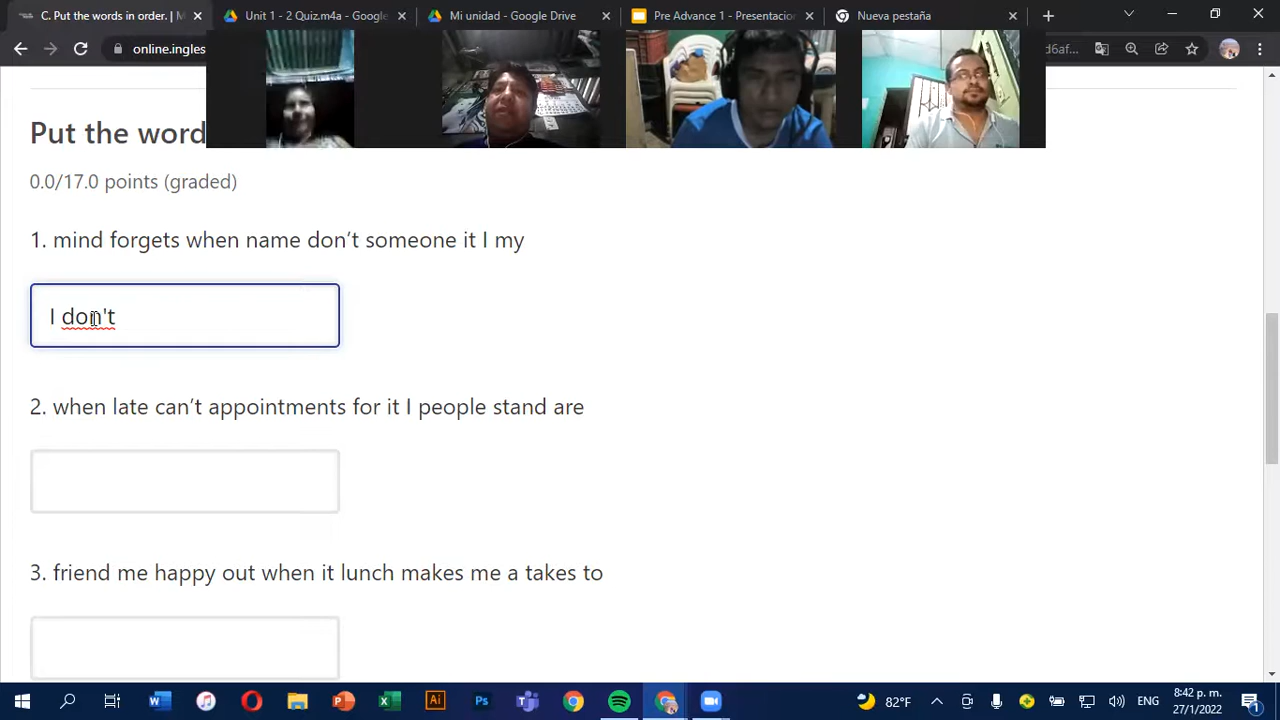 C. Put the words in order. | M
Unit 1 - 2 Quiz.m4a - Google
Mi unidad - Google Drive
Pre Advance 1 - Presentacion
Nueva pestaña
online.ingles
d6af...
Put the word
0.0/17.0 points (graded)
1. mind forgets when name don’t someone it I my
I don't
2. when late can’t appointments for it I people stand are
3. friend me happy out when it lunch makes me a takes to
82°F
ENG
8:42 p. m.
27/1/2022